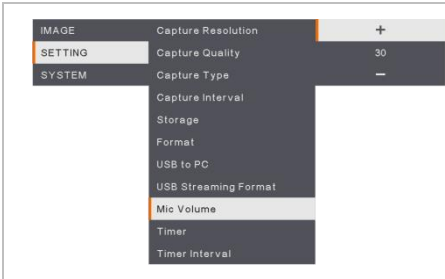 IMAGE
SETTING
SYSTEM
Capture Resolution
Capture Quality
Capture Type
Capture Interval
Storage
Format
USB to PC
USB Streaming Format
Mic Volume
Timer
Timer Interval
+
30
−